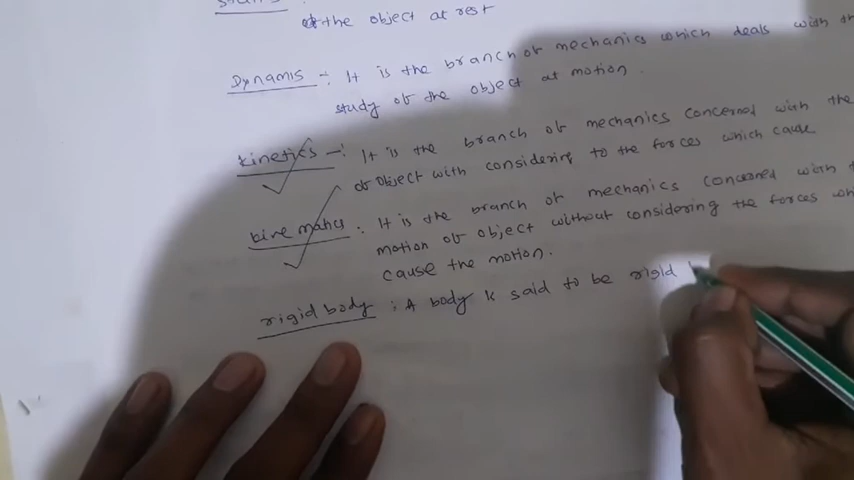 of the object at rest
Dynamis :- It is the branch of mechanics which deals with th
study of the object at motion.
kinetics -: It is the branch of mechanics concerned with the
of object with considering to the forces which cause
kinematics : It is the branch of mechanics concerned with
motion of object without considering the forces wh
cause the motion.
rigid body : A body is said to be rigid